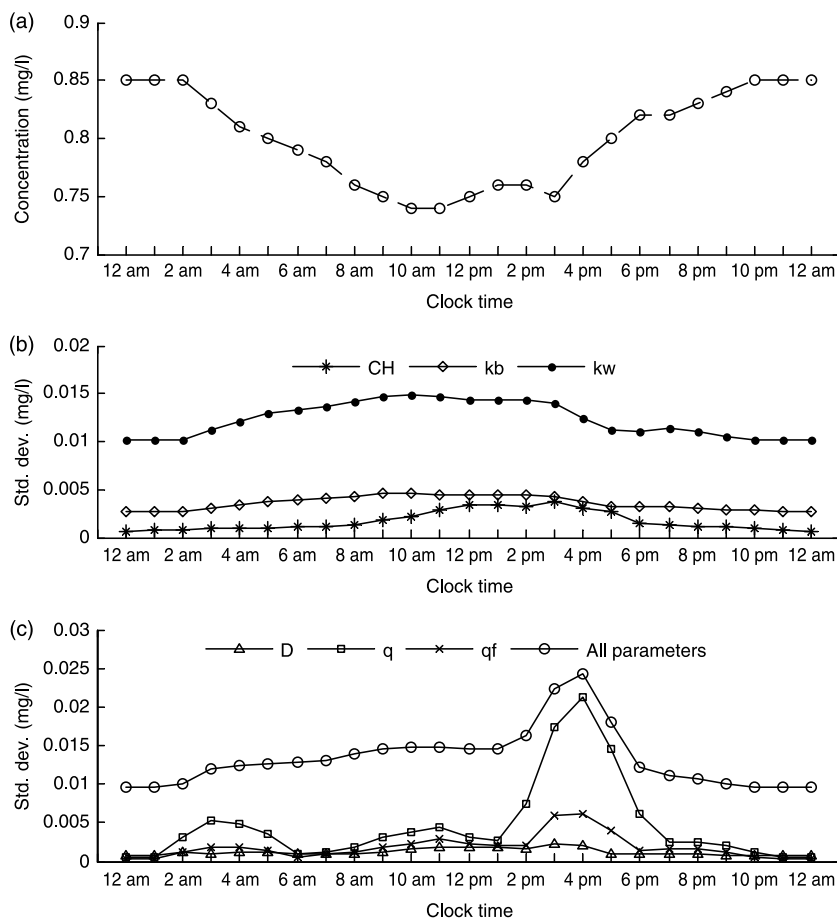 (a)
0.9
0.85
0.8
0.75
0.7
Concentration (mg/l)
12 am 2 am 4 am 6 am 8 am 10 am 12 pm 2 pm 4 pm 6 pm 8 pm 10 pm 12 am
Clock time
(b)
0.02
0.015
0.01
0.005
0
Std. dev. (mg/l)
CH kb kw
12 am 2 am 4 am 6 am 8 am 10 am 12 pm 2 pm 4 pm 6 pm 8 pm 10 pm 12 am
Clock time
(c)
0.03
0.025
0.02
0.015
0.01
0.005
0
Std. dev. (mg/l)
D q qf All parameters
12 am 2 am 4 am 6 am 8 am 10 am 12 pm 2 pm 4 pm 6 pm 8 pm 10 pm 12 am
Clock time